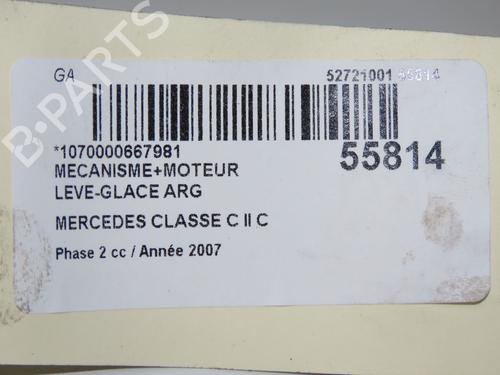 GA 52721001 55814
*1070000667981 55814
MECANISME+MOTEUR
LEVE-GLACE ARG
MERCEDES CLASSE C II C
Phase 2 cc / Année 2007
B-PARTS